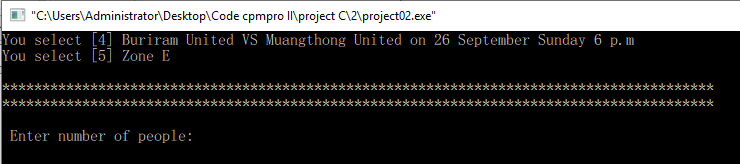 "C:\Users\Administrator\Desktop\Code cpmpro II\project C\2\project02.exe"
You select [4] Buriram United VS Muangthong United on 26 September Sunday 6 p.m
You select [5] Zone E
*****************************************************************************************
*****************************************************************************************
Enter number of people: